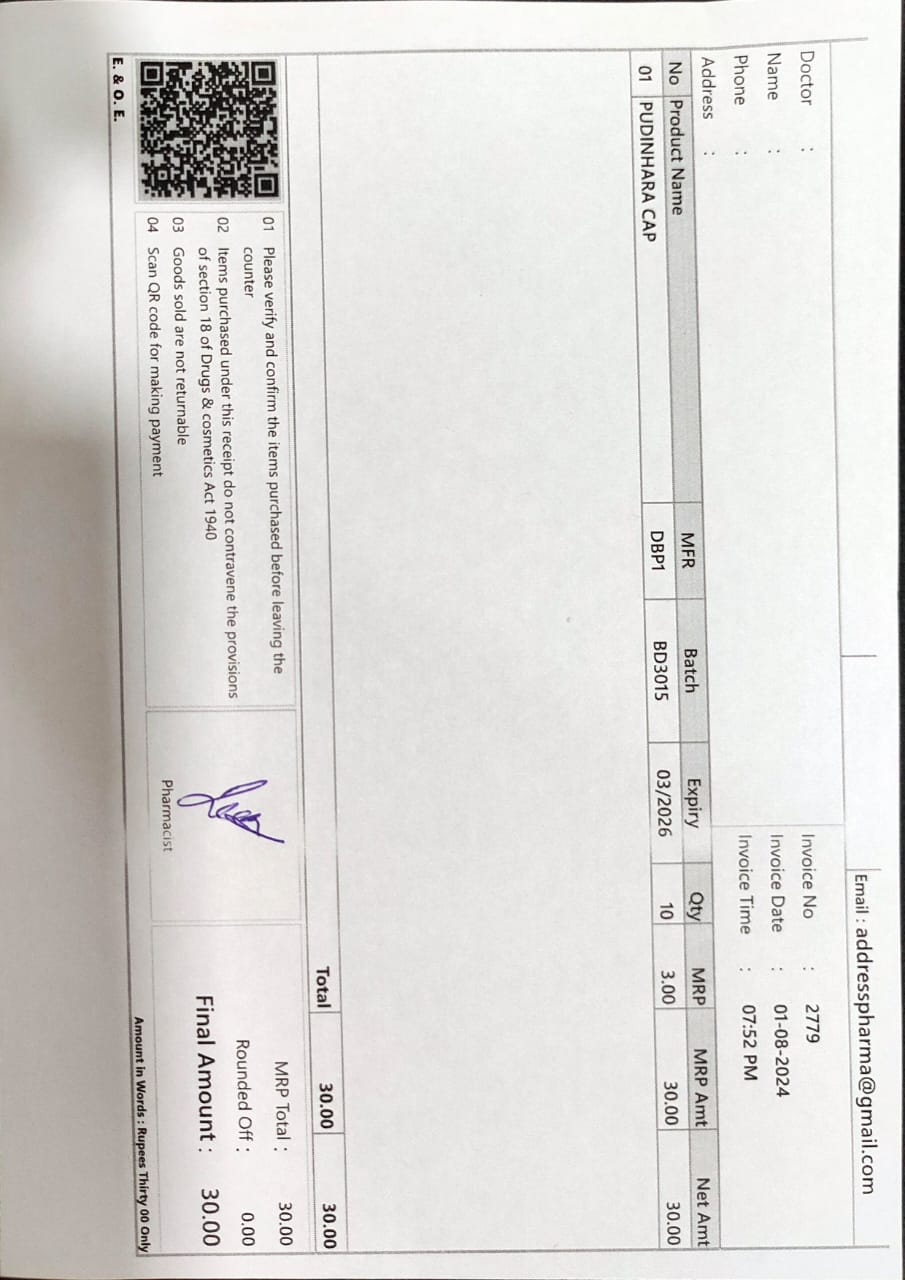 Email : addresspharma@gmail.com
Doctor :
Name :
Phone :
Address :
Invoice No : 2779
Invoice Date : 01-08-2024
Invoice Time : 07:52 PM
No Product Name MFR Batch Expiry Qty MRP MRP Amt Net Amt
01 PUDINHARA CAP DBP1 BD3015 03/2026 10 3.00 30.00 30.00
Total 30.00 30.00
01 Please verify and confirm the items purchased before leaving the
counter
02 Items purchased under this receipt do not contravene the provisions
of section 18 of Drugs & cosmetics Act 1940
03 Goods sold are not returnable
04 Scan QR code for making payment
E. & O. E.
Pharmacist
MRP Total : 30.00
Rounded Off : 0.00
Final Amount : 30.00
Amount in Words : Rupees Thirty 00 Only